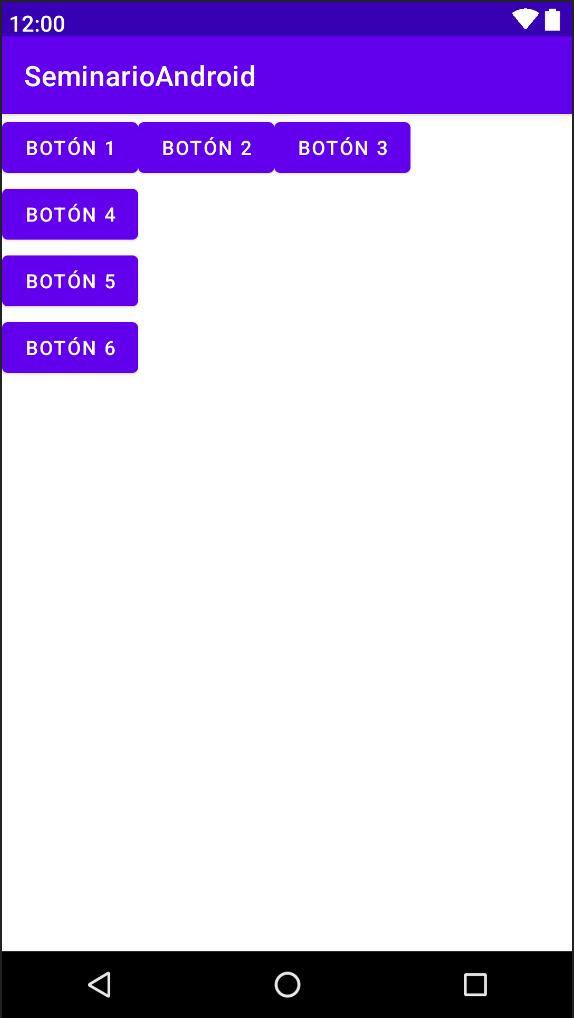 12:00
SeminarioAndroid
BOTÓN 1 BOTÓN 2 BOTÓN 3
BOTÓN 4
BOTÓN 5
BOTÓN 6